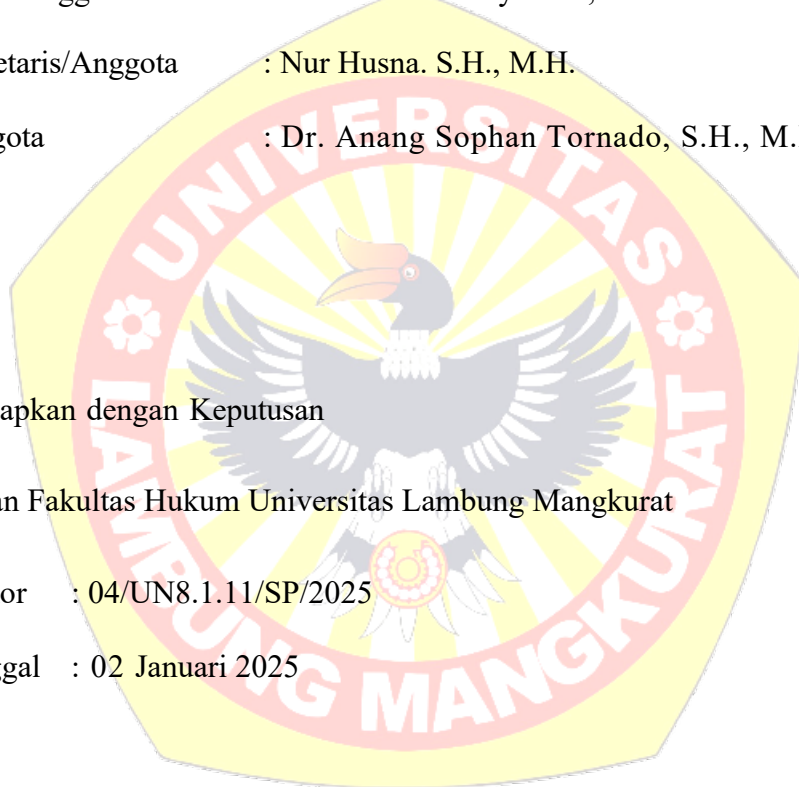 etaris/Anggota : Nur Husna. S.H., M.H.
gota : Dr. Anang Sophan Tornado, S.H., M.
apkan dengan Keputusan
an Fakultas Hukum Universitas Lambung Mangkurat
or : 04/UN8.1.11/SP/2025
ggal : 02 Januari 2025
UNIVERSITAS
LAMBUNG MANGKURAT